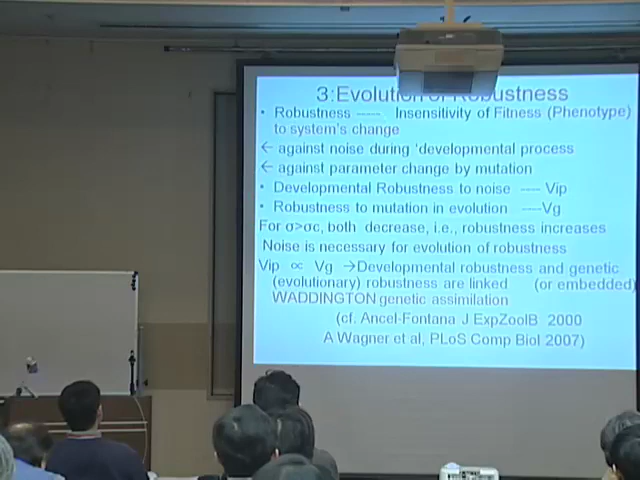 3:Evolution of Robustness
• Robustness ---- Insensitivity of Fitness (Phenotype)
to system's change
← against noise during 'developmental process
← against parameter change by mutation
• Developmental Robustness to noise ---- Vip
• Robustness to mutation in evolution ----Vg
For σ>σc, both decrease, i.e., robustness increases
Noise is necessary for evolution of robustness
Vip ∝ Vg →Developmental robustness and genetic
(evolutionary) robustness are linked (or embedded)
WADDINGTON genetic assimilation
(cf. Ancel-Fontana J ExpZoolB 2000
A Wagner et al, PLoS Comp Biol 2007)